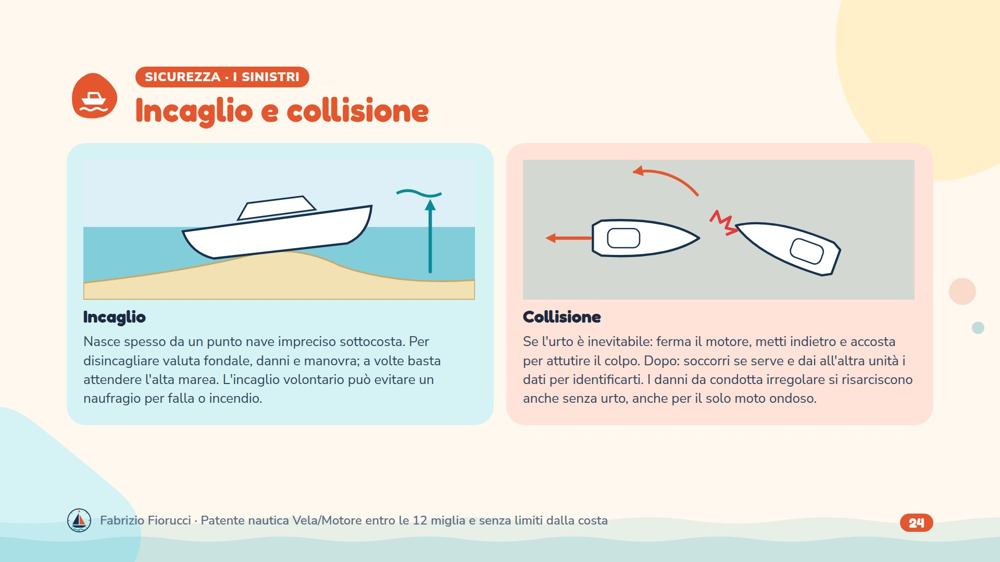 SICUREZZA · I SINISTRI
Incaglio e collisione
Incaglio
Nasce spesso da un punto nave impreciso sottocosta. Per
disincagliare valuta fondale, danni e manovra; a volte basta
attendere l'alta marea. L'incaglio volontario può evitare un
naufragio per falla o incendio.
Collisione
Se l'urto è inevitabile: ferma il motore, metti indietro e accosta
per attutire il colpo. Dopo: soccorri se serve e dai all'altra unità i
dati per identificarti. I danni da condotta irregolare si risarciscono
anche senza urto, anche per il solo moto ondoso.
Fabrizio Fiorucci · Patente nautica Vela/Motore entro le 12 miglia e senza limiti dalla costa
24